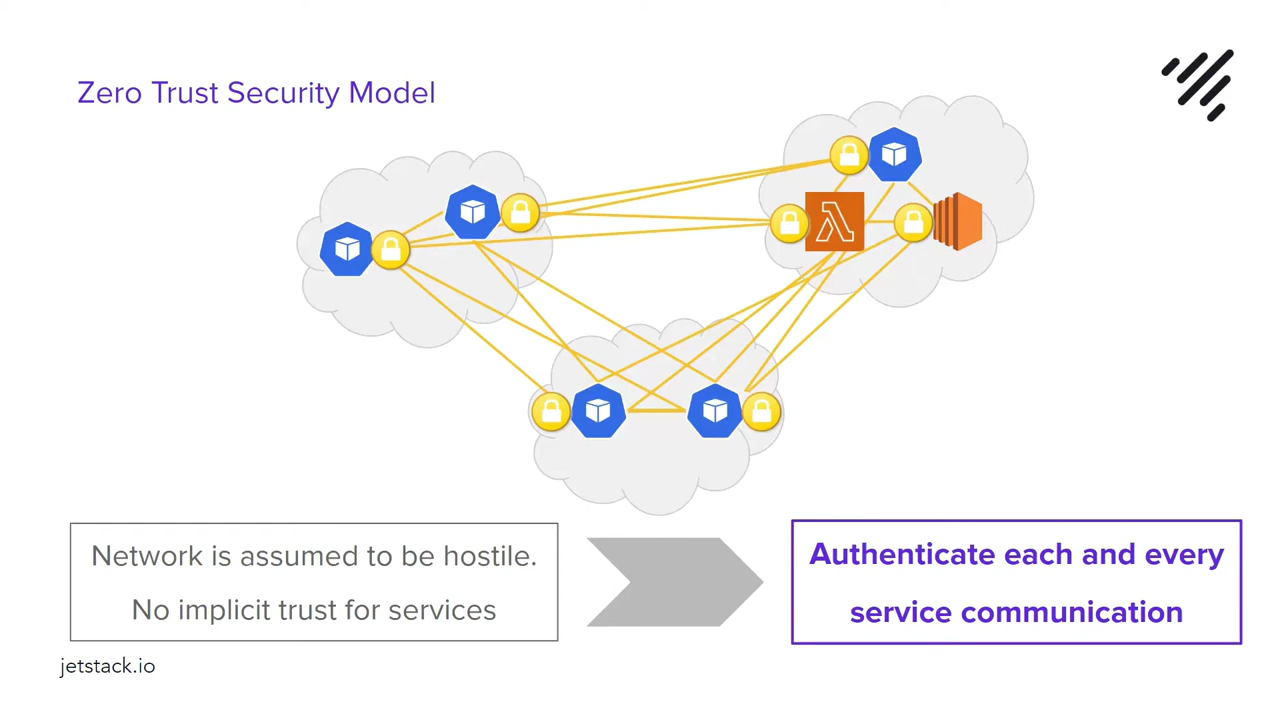 Zero Trust Security Model
Network is assumed to be hostile.
No implicit trust for services
Authenticate each and every
service communication
jetstack.io